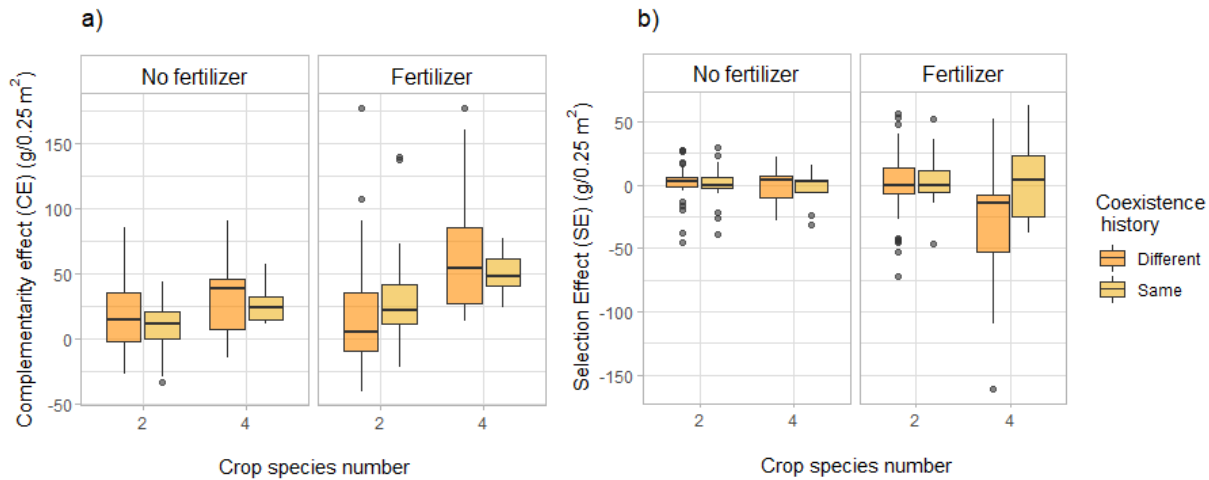 a)
No fertilizer
Fertilizer
Complementarity effect (CE) (g/0.25 m²)
150
100
50
0
-50
2
4
2
4
Crop species number
b)
No fertilizer
Fertilizer
Selection Effect (SE) (g/0.25 m²)
50
0
-50
-100
-150
2
4
2
4
Crop species number
Coexistence
history
Different
Same